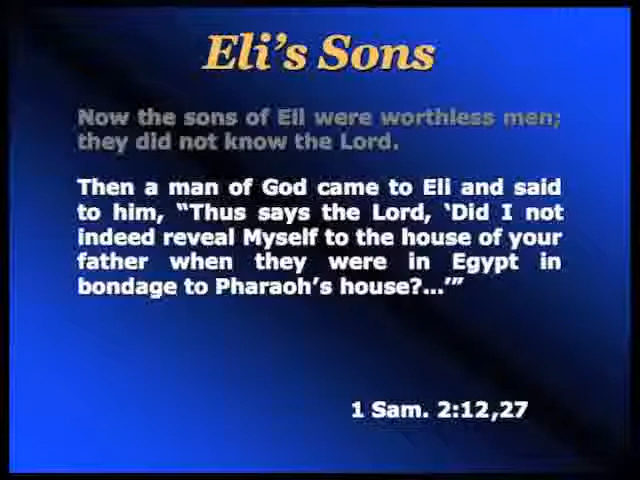 Eli's Sons
Now the sons of Eli were worthless men;
they did not know the Lord.
Then a man of God came to Eli and said
to him, “Thus says the Lord, ‘Did I not
indeed reveal Myself to the house of your
father when they were in Egypt in
bondage to Pharaoh’s house?...’”
1 Sam. 2:12,27